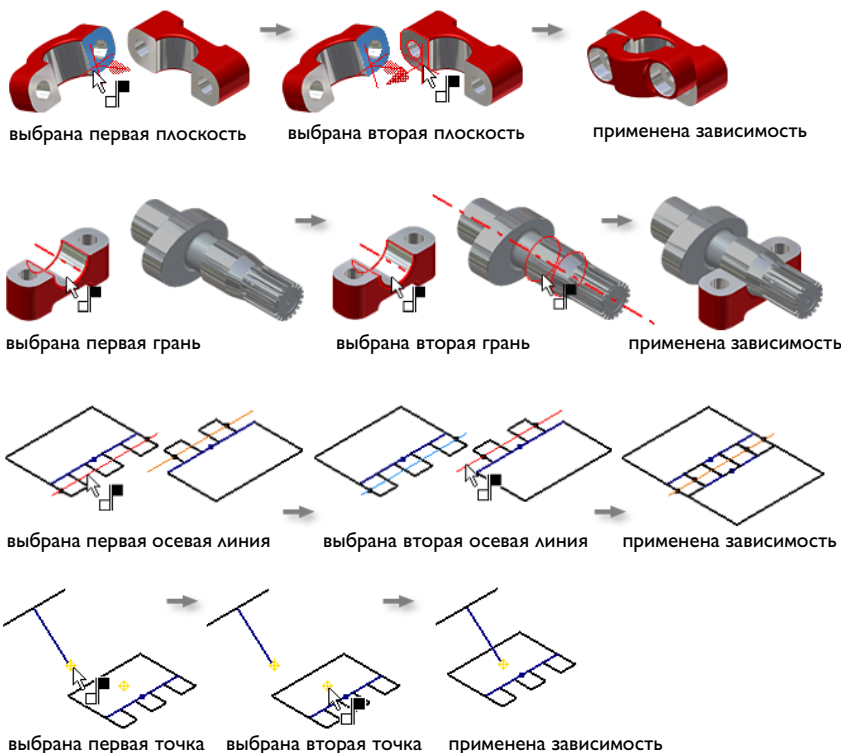 выбрана первая плоскость выбрана вторая плоскость применена зависимость
выбрана первая грань выбрана вторая грань применена зависимость
выбрана первая осевая линия выбрана вторая осевая линия применена зависимость
выбрана первая точка выбрана вторая точка применена зависимость